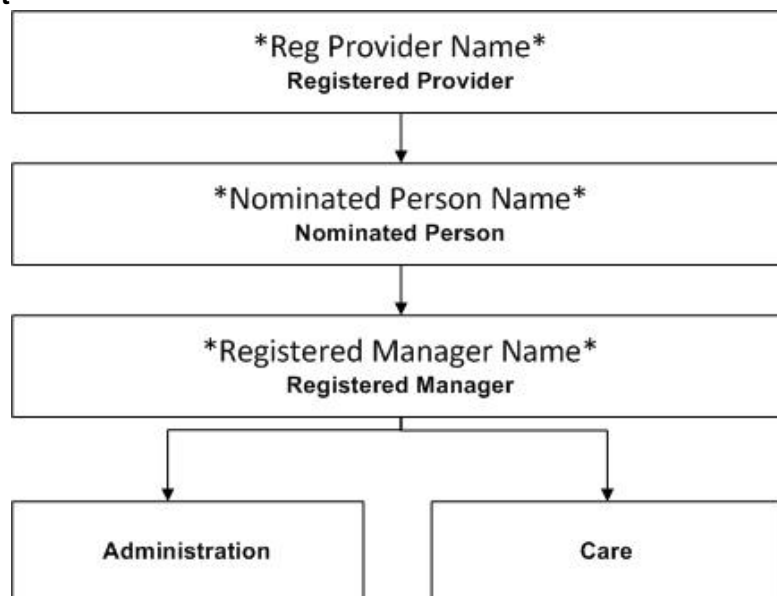 *Reg Provider Name*
Registered Provider
*Nominated Person Name*
Nominated Person
*Registered Manager Name*
Registered Manager
Administration
Care